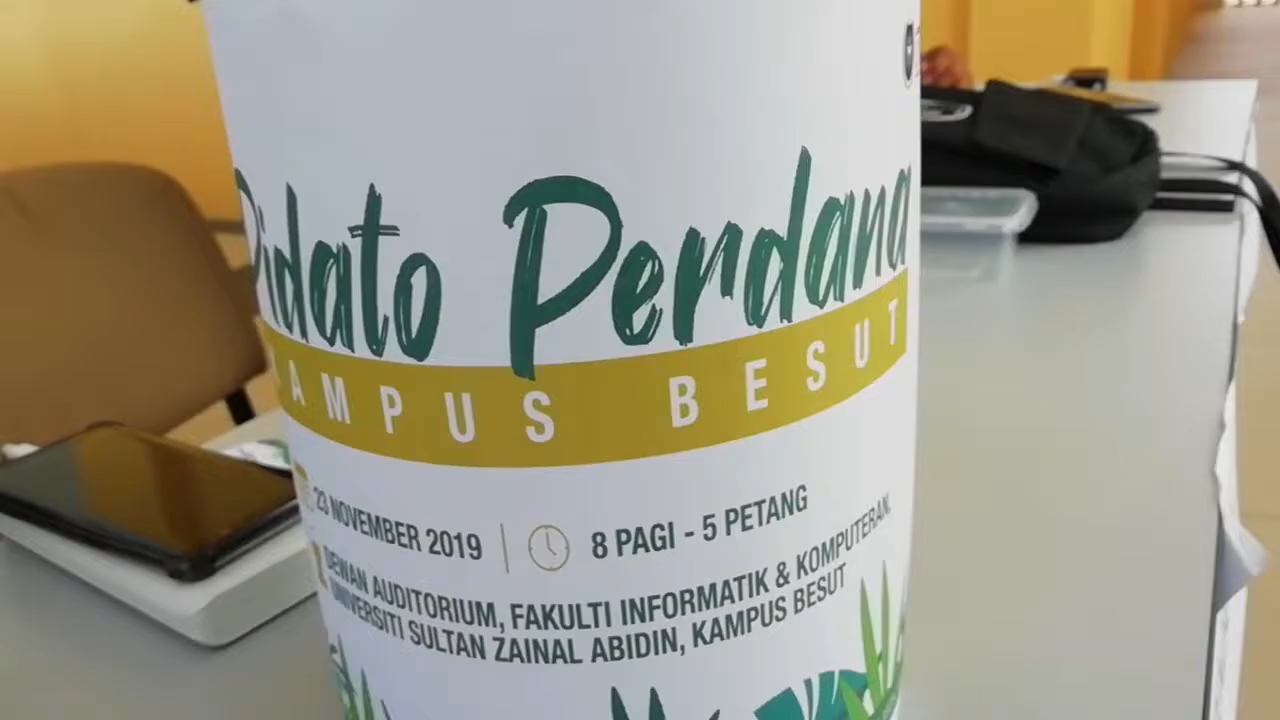 Pidato Perdana
KAMPUS BESUT
23 NOVEMBER 2019 | 8 PAGI - 5 PETANG
DEWAN AUDITORIUM, FAKULTI INFORMATIK & KOMPUTERAN,
UNIVERSITI SULTAN ZAINAL ABIDIN, KAMPUS BESUT